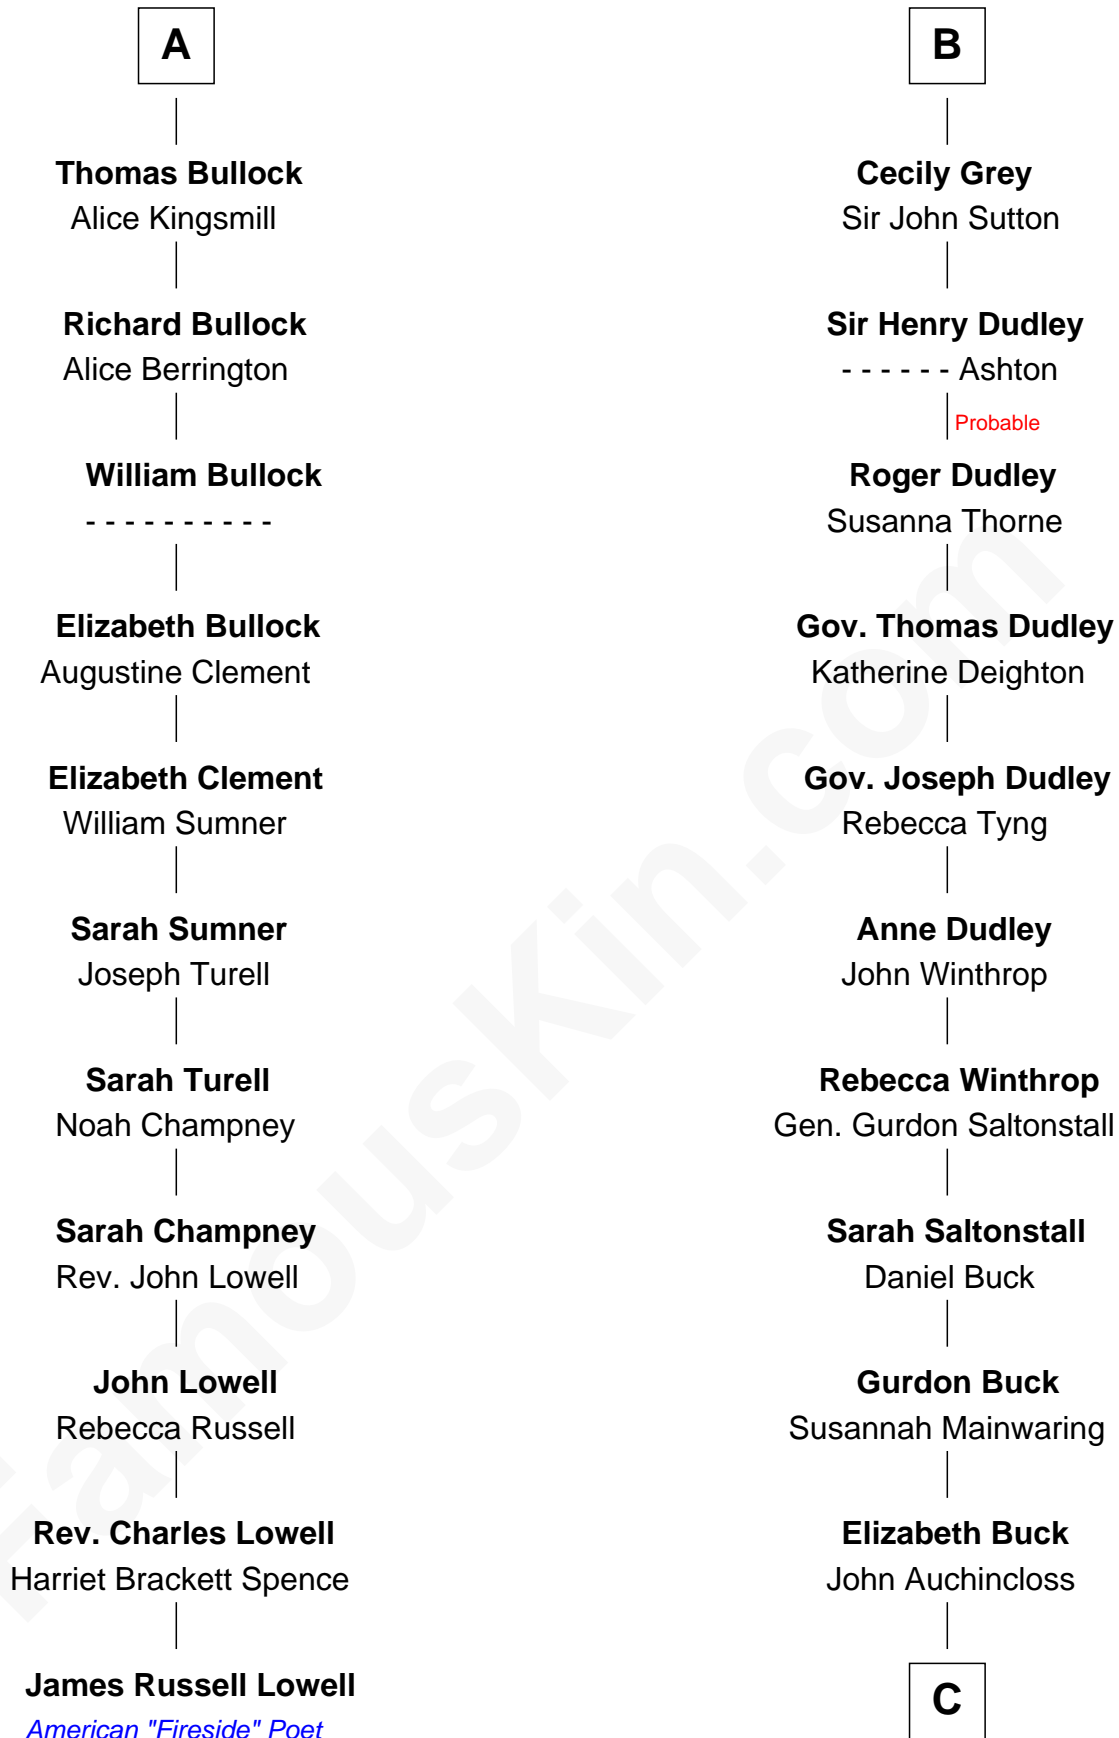 A
Thomas Bullock
Alice Kingsmill
Richard Bullock
Alice Berrington
William Bullock
- - - - - - - - - -
Elizabeth Bullock
Augustine Clement
Elizabeth Clement
William Sumner
Sarah Sumner
Joseph Turell
Sarah Turell
Noah Champney
Sarah Champney
Rev. John Lowell
John Lowell
Rebecca Russell
Rev. Charles Lowell
Harriet Brackett Spence
James Russell Lowell
American "Fireside" Poet
B
Cecily Grey
Sir John Sutton
Sir Henry Dudley
- - - - - - Ashton
Probable
Roger Dudley
Susanna Thorne
Gov. Thomas Dudley
Katherine Deighton
Gov. Joseph Dudley
Rebecca Tyng
Anne Dudley
John Winthrop
Rebecca Winthrop
Gen. Gurdon Saltonstall
Sarah Saltonstall
Daniel Buck
Gurdon Buck
Susannah Mainwaring
Elizabeth Buck
John Auchincloss
C
FamousKin.com